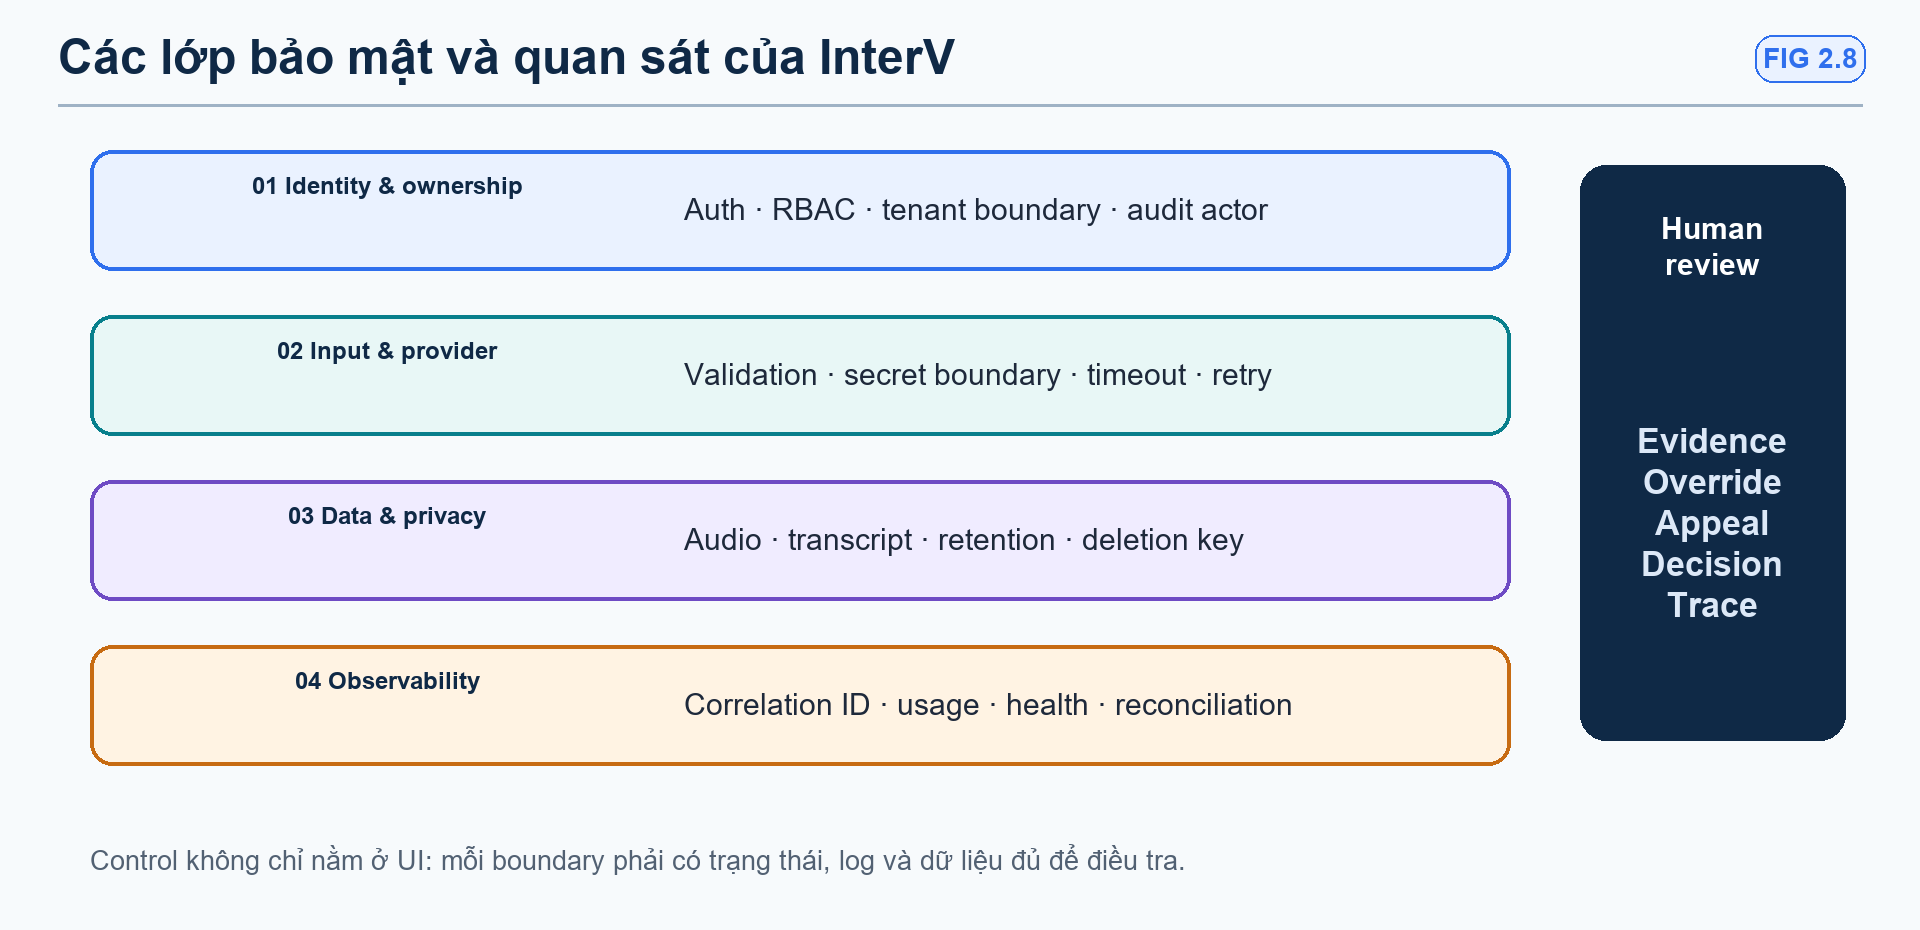 Các lớp bảo mật và quan sát của InterV
FIG 2.8
01 Identity & ownership
Auth · RBAC · tenant boundary · audit actor
02 Input & provider
Validation · secret boundary · timeout · retry
03 Data & privacy
Audio · transcript · retention · deletion key
04 Observability
Correlation ID · usage · health · reconciliation
Human
review
Evidence
Override
Appeal
Decision
Trace
Control không chỉ nằm ở UI: mỗi boundary phải có trạng thái, log và dữ liệu đủ để điều tra.